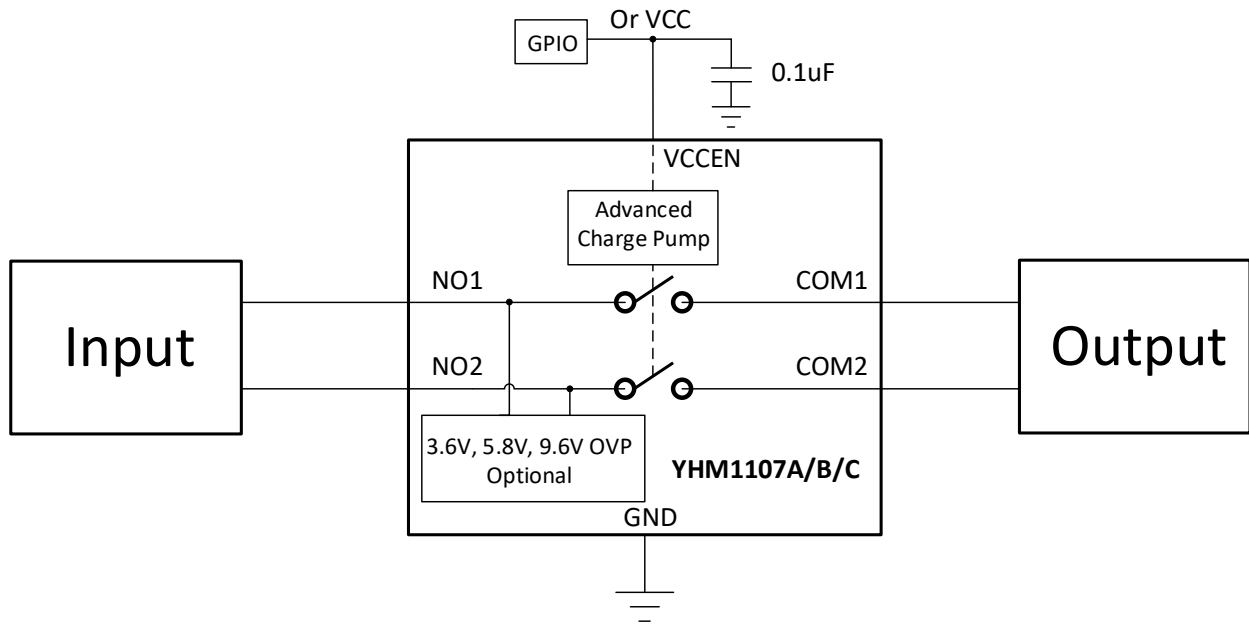 Or VCC
GPIO
0.1uF
VCCEN
Advanced
Charge Pump
NO1
COM1
Input
Output
NO2
COM2
3.6V, 5.8V, 9.6V OVP
Optional
YHM1107A/B/C
GND